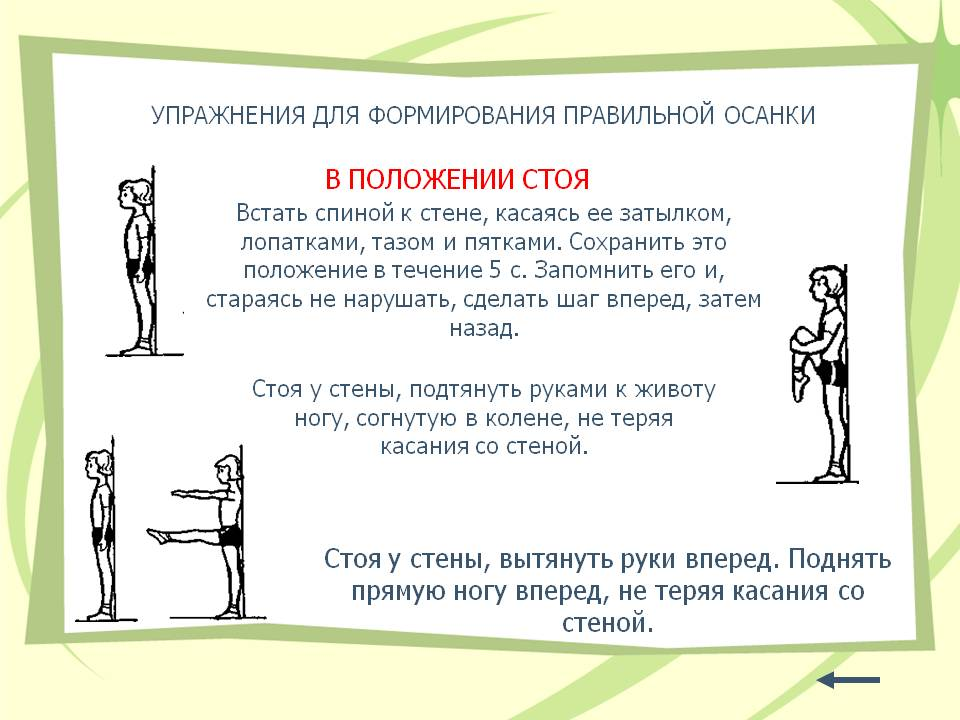 УПРАЖНЕНИЯ ДЛЯ ФОРМИРОВАНИЯ ПРАВИЛЬНОЙ ОСАНКИ
В ПОЛОЖЕНИИ СТОЯ
Встать спиной к стене, касаясь ее затылком,
лопатками, тазом и пятками. Сохранить это
положение в течение 5 с. Запомнить его и,
стараясь не нарушать, сделать шаг вперед, затем
назад.
Стоя у стены, подтянуть руками к животу
ногу, согнутую в колене, не теряя
касания со стеной.
Стоя у стены, вытянуть руки вперед. Поднять
прямую ногу вперед, не теряя касания со
стеной.